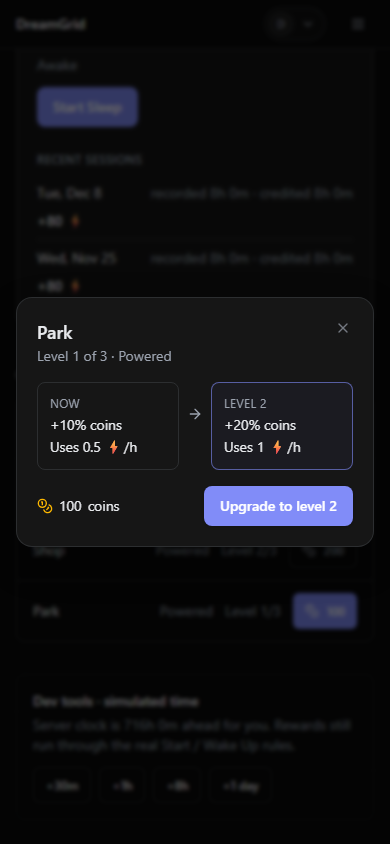 DreamGrid
Awake
Start Sleep
RECENT SESSIONS
Tue, Dec 8 recorded 8h 0m · credited 8h 0m
+80
Wed, Nov 25 recorded 8h 0m · credited 8h 0m
+80
Park
Level 1 of 3 · Powered
NOW
+10% coins
Uses 0.5 /h
LEVEL 2
+20% coins
Uses 1 /h
100 coins
Upgrade to level 2
Shop Powered Level 2/3 200
Park Powered Level 1/3 100
Dev tools · simulated time
Server clock is 716h 0m ahead for you. Rewards still
run through the real Start / Wake Up rules.
+30m +1h +8h +1 day